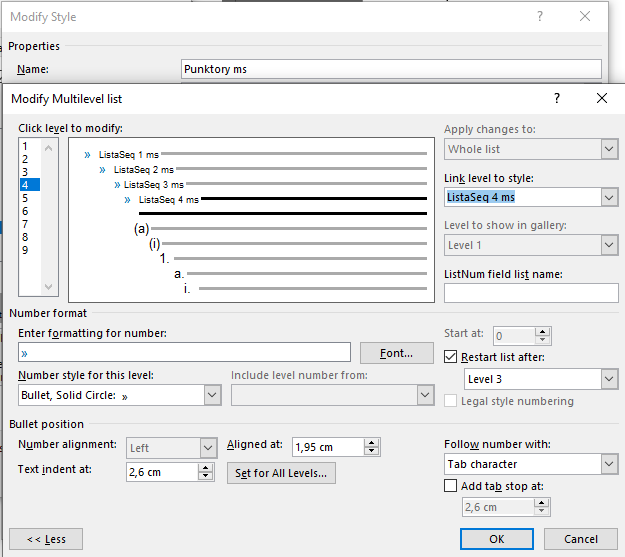 Modify Style ?
Properties
Name: Punktory ms
Modify Multilevel list ?
Click level to modify:
1
2
3
4
5
6
7
8
9
» ListaSeq 1 ms
» ListaSeq 2 ms
» ListaSeq 3 ms
» ListaSeq 4 ms
(a)
(i)
1.
a.
i.
Apply changes to:
Whole list
Link level to style:
ListaSeq 4 ms
Level to show in gallery:
Level 1
ListNum field list name:
Number format
Enter formatting for number:
»
Font...
Number style for this level:
Bullet, Solid Circle: »
Include level number from:
Start at: 0
Restart list after:
Level 3
Legal style numbering
Bullet position
Number alignment: Left
Aligned at: 1,95 cm
Text indent at: 2,6 cm
Set for All Levels...
Follow number with:
Tab character
Add tab stop at:
2,6 cm
<< Less
OK
Cancel